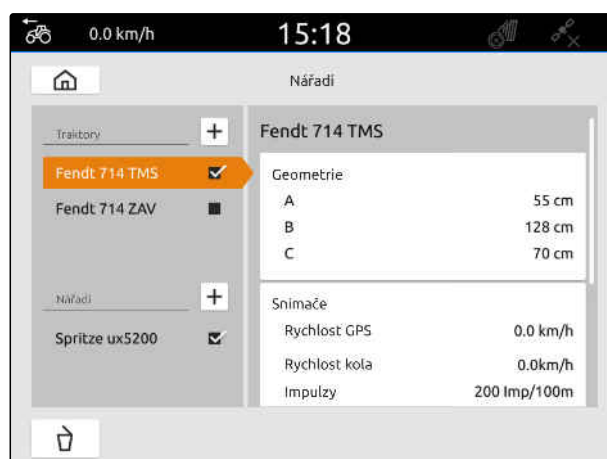 0.0 km/h 15:18
Nářadí
Traktory
Fendt 714 TMS
Fendt 714 ZAV
Nářadí
Spritze ux5200
Fendt 714 TMS
Geometrie
A 55 cm
B 128 cm
C 70 cm
Snimače
Rychlost GPS 0.0 km/h
Rychlost kola 0.0km/h
Impulzy 200 Imp/100m